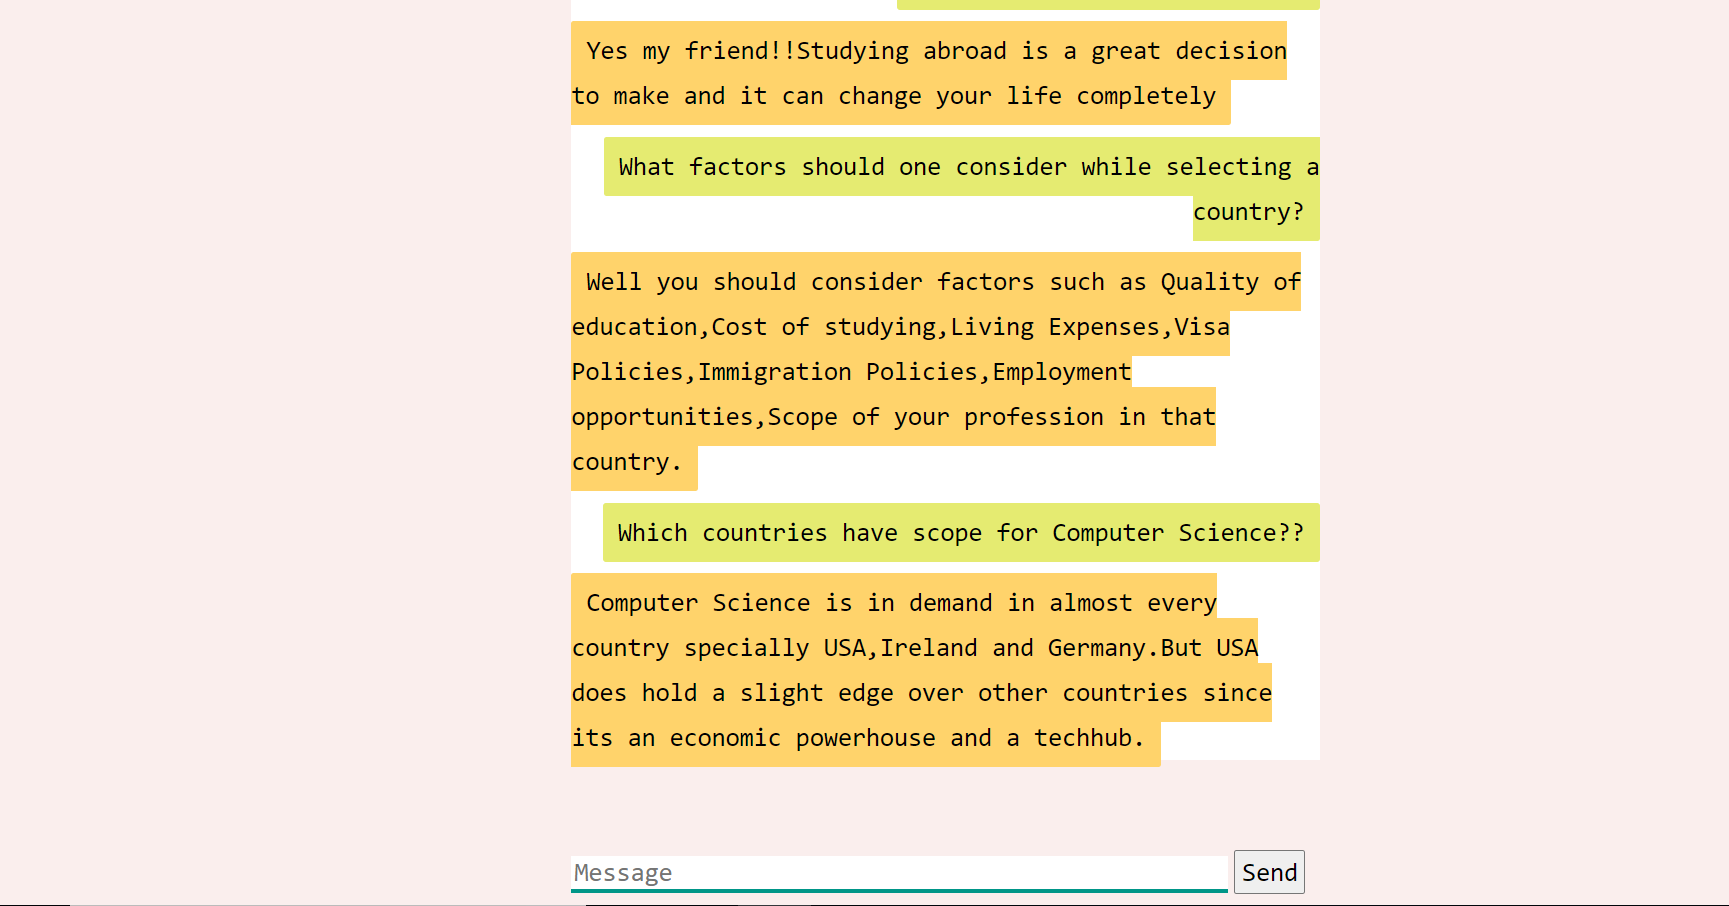 Yes my friend!!Studying abroad is a great decision
to make and it can change your life completely
What factors should one consider while selecting a
country?
Well you should consider factors such as Quality of
education,Cost of studying,Living Expenses,Visa
Policies,Immigration Policies,Employment
opportunities,Scope of your profession in that
country.
Which countries have scope for Computer Science??
Computer Science is in demand in almost every
country specially USA,Ireland and Germany.But USA
does hold a slight edge over other countries since
its an economic powerhouse and a techhub.
Message
Send